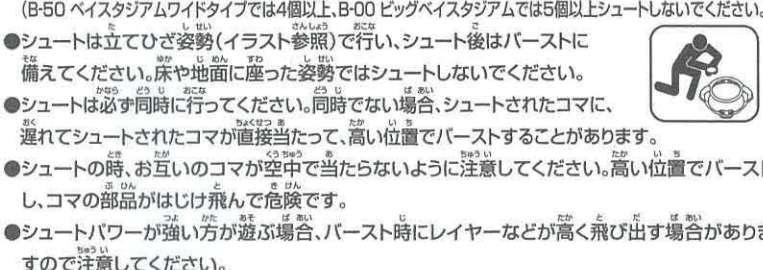 (B-50 ベイスタジアムワイドタイプでは4個以上、B-00 ビッグベイスタジアムでは5個以上シュートしないでください。
●シュートは立てひざ姿勢(イラスト参照)で行い、シュート後はバーストに
備えてください。床や地面に座った姿勢ではシュートしないでください。
●シュートは必ず同時に行ってください。同時でない場合、シュートされたコマに、
遅れてシュートされたコマが直接当たって、高い位置でバーストすることがあります。
●シュートの時、お互いのコマが空中で当たらないように注意してください。高い位置でバースト
し、コマの部品がはじけ飛んで危険です。
●シュートパワーが強い方が遊ぶ場合、バースト時にレイヤーなどが高く飛び出す場合がありま
すので注意してください。